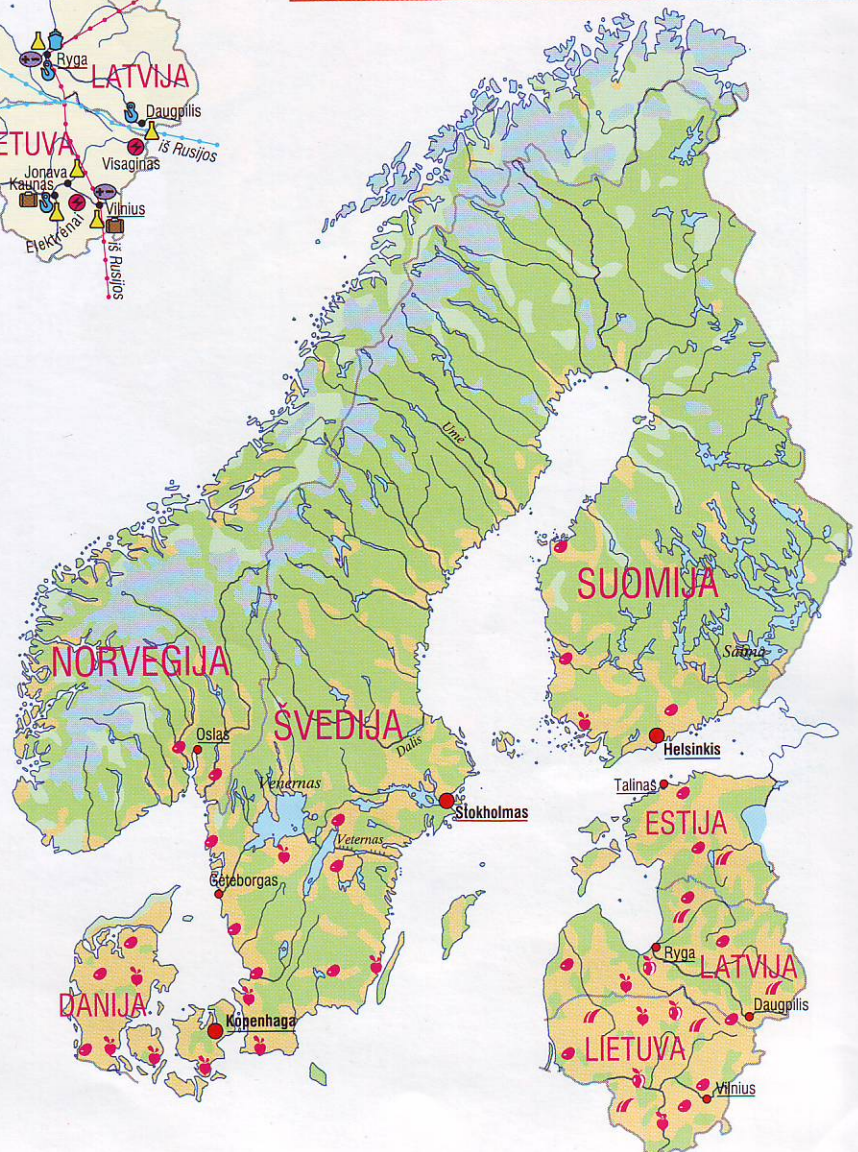 Ryga
LATVIJA
Daugpilis
iš Rusijos
ETUVA
Visaginas
Jonava
Kaunas
Vilnius
Elektrėnai
iš Rusijos
Umė
SUOMIJA
NORVEGIJA
Saima
Oslas
ŠVEDIJA
Dalis
Helsinkis
Venernas
Talinas
Stokholmas
ESTIJA
Veternas
Geteborgas
Ryga
LATVIJA
DANIJA
Daugpilis
Kopenhaga
LIETUVA
Vilnius